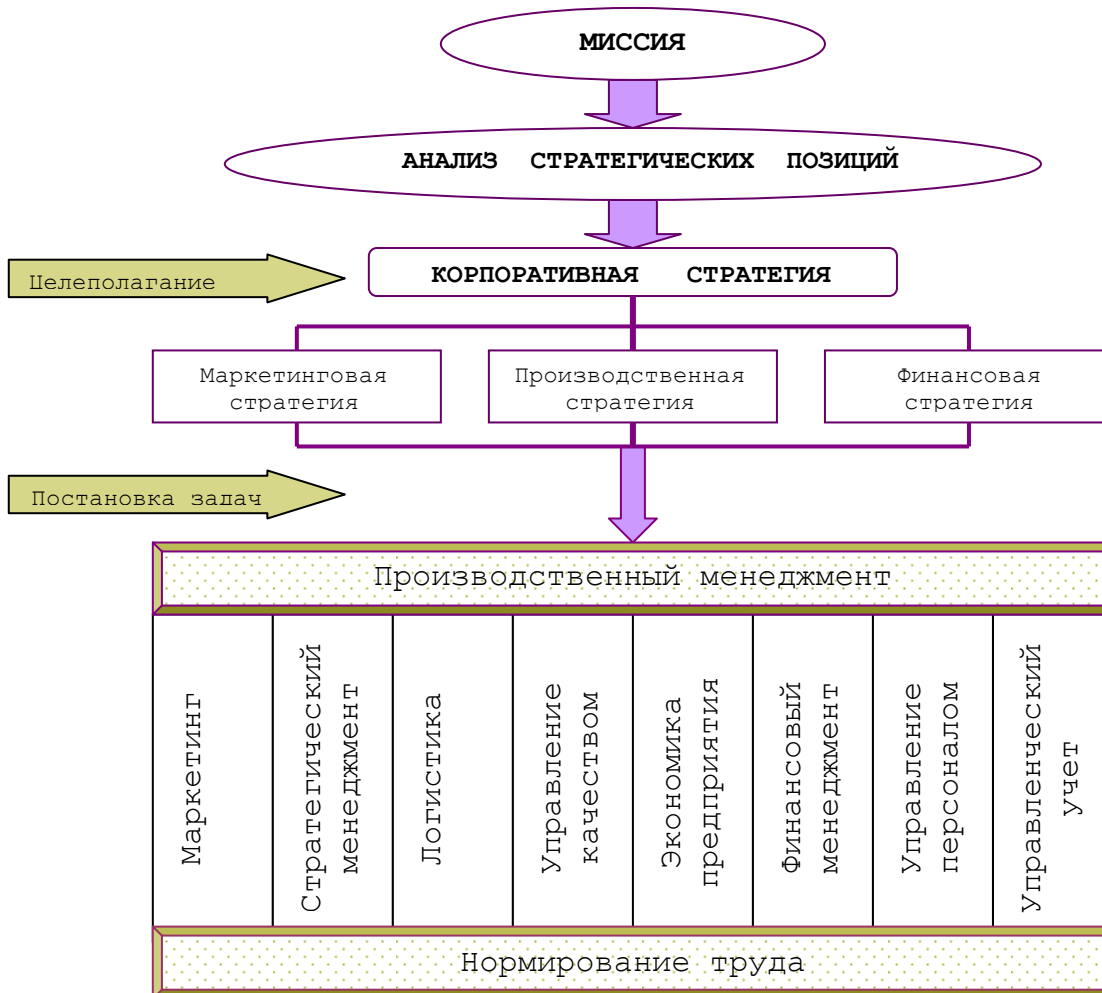 МИССИЯ
АНАЛИЗ СТРАТЕГИЧЕСКИХ ПОЗИЦИЙ
Целеполагание
КОРПОРАТИВНАЯ СТРАТЕГИЯ
Маркетинговая
стратегия
Производственная
стратегия
Финансовая
стратегия
Постановка задач
Производственный менеджмент
Маркетинг
Стратегический
менеджмент
Логистика
Управление
качеством
Экономика
предприятия
Финансовый
менеджмент
Управление
персоналом
Управленческий
учет
Нормирование труда